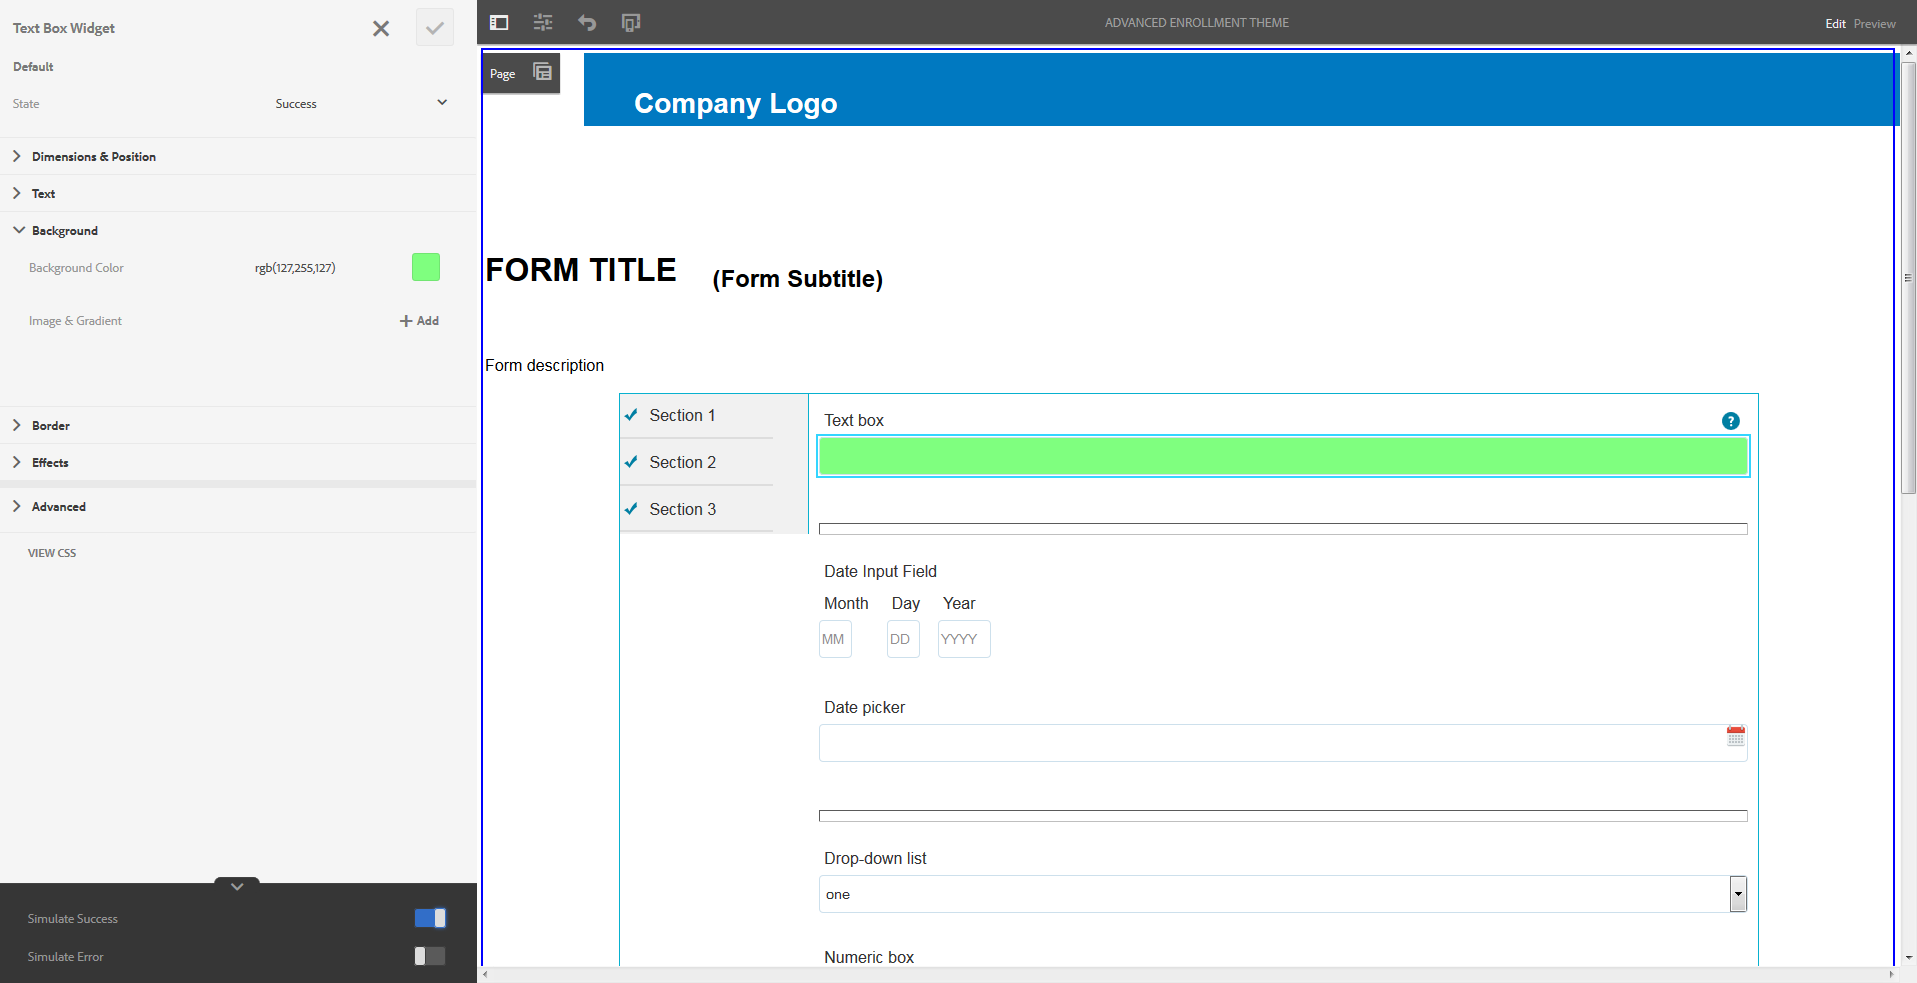 Text Box Widget
Default
State Success
Dimensions & Position
Text
Background
Background Color rgb(127,255,127)
Image & Gradient Add
Border
Effects
Advanced
VIEW CSS
Simulate Success
Simulate Error
ADVANCED ENROLLMENT THEME
Edit Preview
Page
Company Logo
FORM TITLE (Form Subtitle)
Form description
Section 1
Section 2
Section 3
Text box
?
Date Input Field
Month Day Year
MM DD YYYY
Date picker
Drop-down list
one
Numeric box